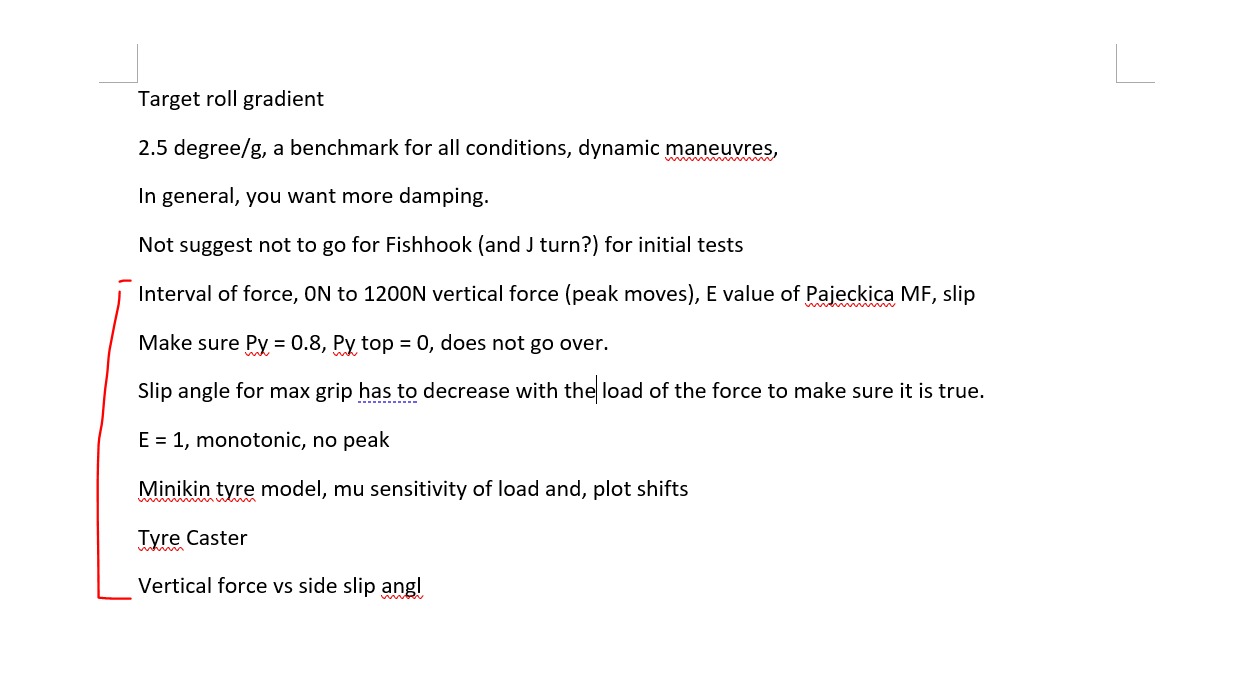 Target roll gradient
2.5 degree/g, a benchmark for all conditions, dynamic maneuvres,
In general, you want more damping.
Not suggest not to go for Fishhook (and J turn?) for initial tests
Interval of force, 0N to 1200N vertical force (peak moves), E value of Pajeckica MF, slip
Make sure Py = 0.8, Py top = 0, does not go over.
Slip angle for max grip has to decrease with the load of the force to make sure it is true.
E = 1, monotonic, no peak
Minikin tyre model, mu sensitivity of load and, plot shifts
Tyre Caster
Vertical force vs side slip angl